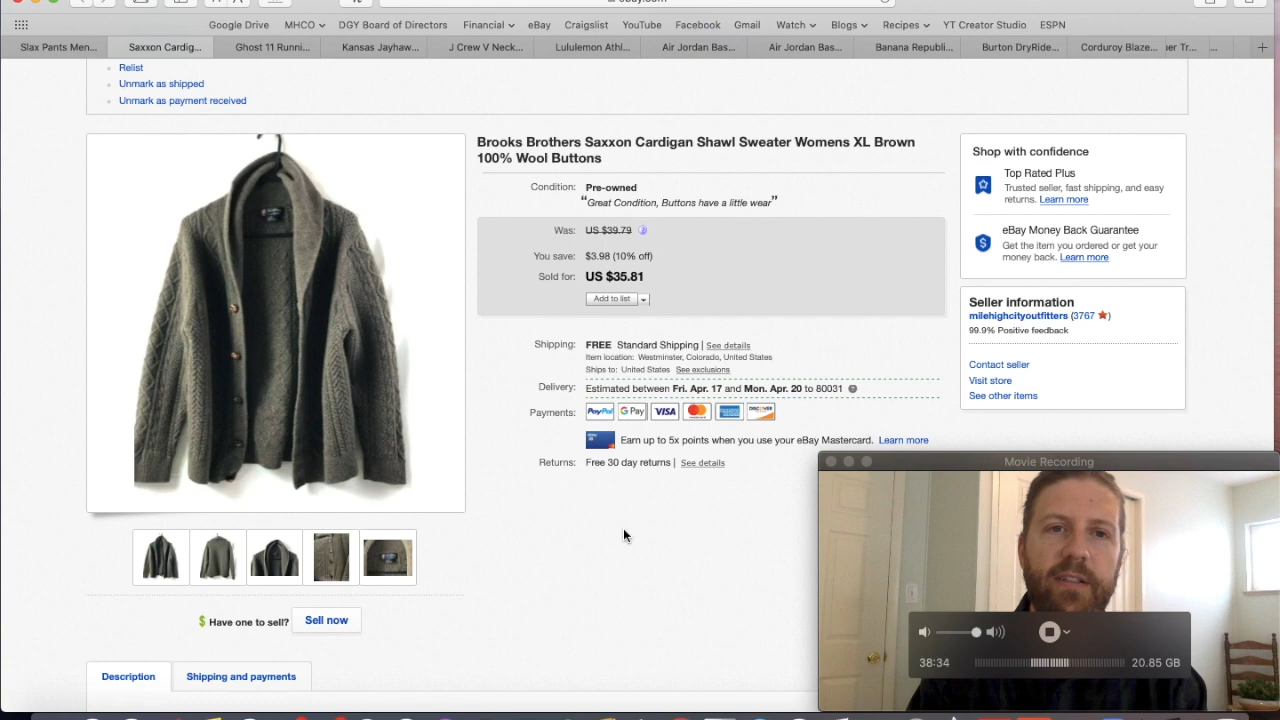 ebay.com
Google Drive MHCO DGY Board of Directors Financial eBay Craigslist YouTube Facebook Gmail Watch Blogs Recipes YT Creator Studio ESPN
Slax Pants Men... Saxxon Cardig... Ghost 11 Runni... Kansas Jayhaw... J Crew V Neck... Lululemon Athl... Air Jordan Bas... Air Jordan Bas... Banana Republi... Burton DryRide... Corduroy Blaze... er Tr... ...
Relist
Unmark as shipped
Unmark as payment received
Brooks Brothers Saxxon Cardigan Shawl Sweater Womens XL Brown
100% Wool Buttons
Condition: Pre-owned
“Great Condition, Buttons have a little wear”
Was: US $39.79
You save: $3.98 (10% off)
Sold for: US $35.81
Add to list
Shipping: FREE Standard Shipping | See details
Item location: Westminster, Colorado, United States
Ships to: United States See exclusions
Delivery: Estimated between Fri. Apr. 17 and Mon. Apr. 20 to 80031
Payments: PayPal G Pay VISA DISCOVER
Earn up to 5x points when you use your eBay Mastercard. Learn more
Returns: Free 30 day returns | See details
Have one to sell? Sell now
Description Shipping and payments
Shop with confidence
Top Rated Plus
Trusted seller, fast shipping, and easy
returns. Learn more
eBay Money Back Guarantee
Get the item you ordered or get your
money back. Learn more
Seller information
milehighcityoutfitters (3767 )
99.9% Positive feedback
Contact seller
Visit store
See other items
Movie Recording
38:34 20.85 GB